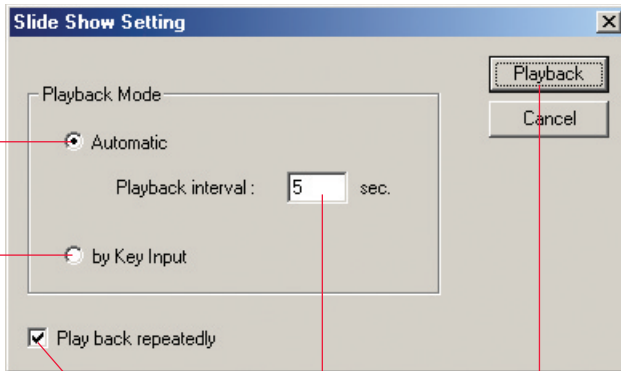 Slide Show Setting
Playback Mode
Playback
Cancel
Automatic
Playback interval : 5 sec.
by Key Input
Play back repeatedly